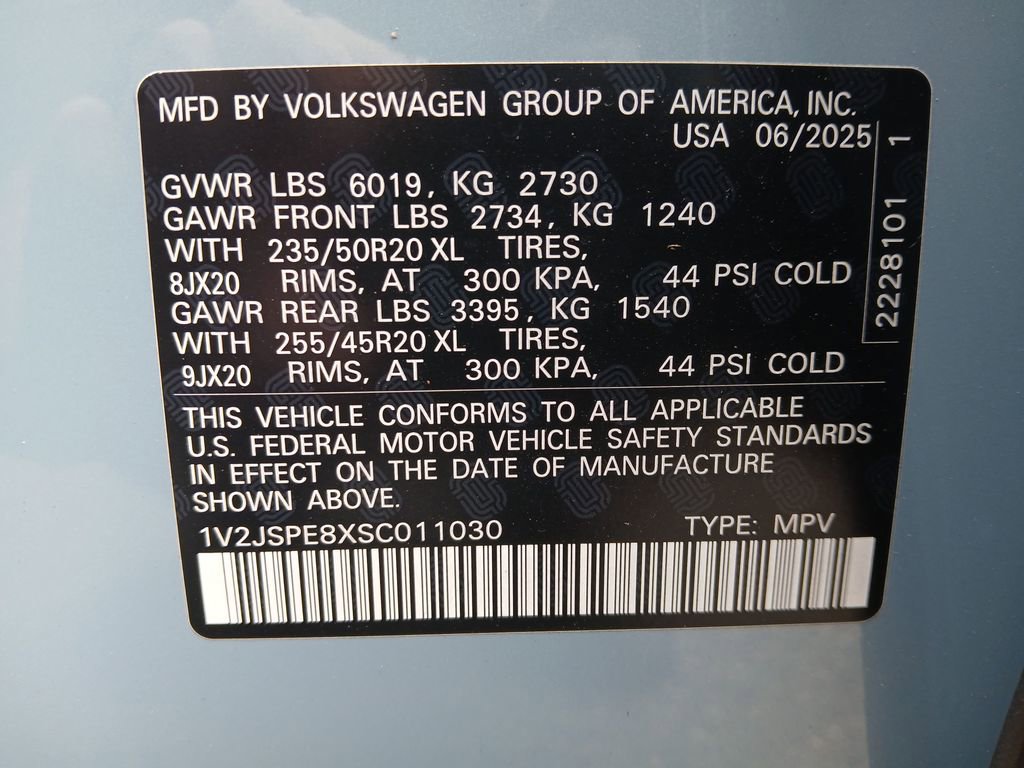 MFD BY VOLKSWAGEN GROUP OF AMERICA, INC.
USA 06/2025
GVWR LBS 6019, KG 2730
GAWR FRONT LBS 2734, KG 1240
WITH 235/50R20 XL TIRES,
8JX20 RIMS, AT 300 KPA, 44 PSI COLD
GAWR REAR LBS 3395, KG 1540
WITH 255/45R20 XL TIRES,
9JX20 RIMS, AT 300 KPA, 44 PSI COLD
THIS VEHICLE CONFORMS TO ALL APPLICABLE
U.S. FEDERAL MOTOR VEHICLE SAFETY STANDARDS
IN EFFECT ON THE DATE OF MANUFACTURE
SHOWN ABOVE.
1V2JSPE8XSC011030 TYPE: MPV
2228101 1